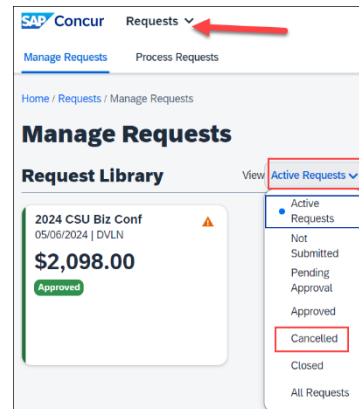 SAP Concur Requests
Manage Requests Process Requests
Home / Requests / Manage Requests
Manage Requests
Request Library View Active Requests
2024 CSU Biz Conf
05/06/2024 | DVLN
$2,098.00
Approved
Active
Requests
Not
Submitted
Pending
Approval
Approved
Cancelled
Closed
All Requests